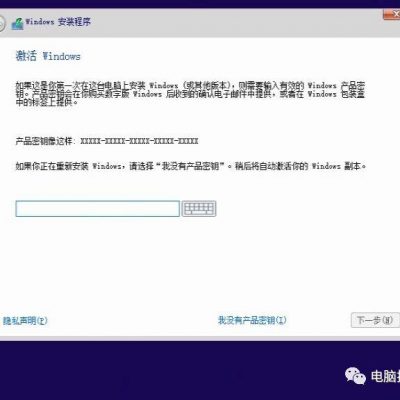 Windows 安装程序
激活 Windows
如果这是你第一次在这台电脑上安装 Windows (或其他版本)，则需要输入有效的 Windows 产品密
钥。产品密钥会在你购买数字版 Windows 后收到的确认电子邮件中提供，或者在 Windows 包装盒
中的标签上提供。
产品密钥像这样: XXXXX-XXXXX-XXXXX-XXXXX-XXXXX
如果你正在重新安装 Windows，请选择“我没有产品密钥”。稍后将自动激活你的 Windows 副本。
隐私声明(P)
我没有产品密钥(I)
下一步(N)
电脑